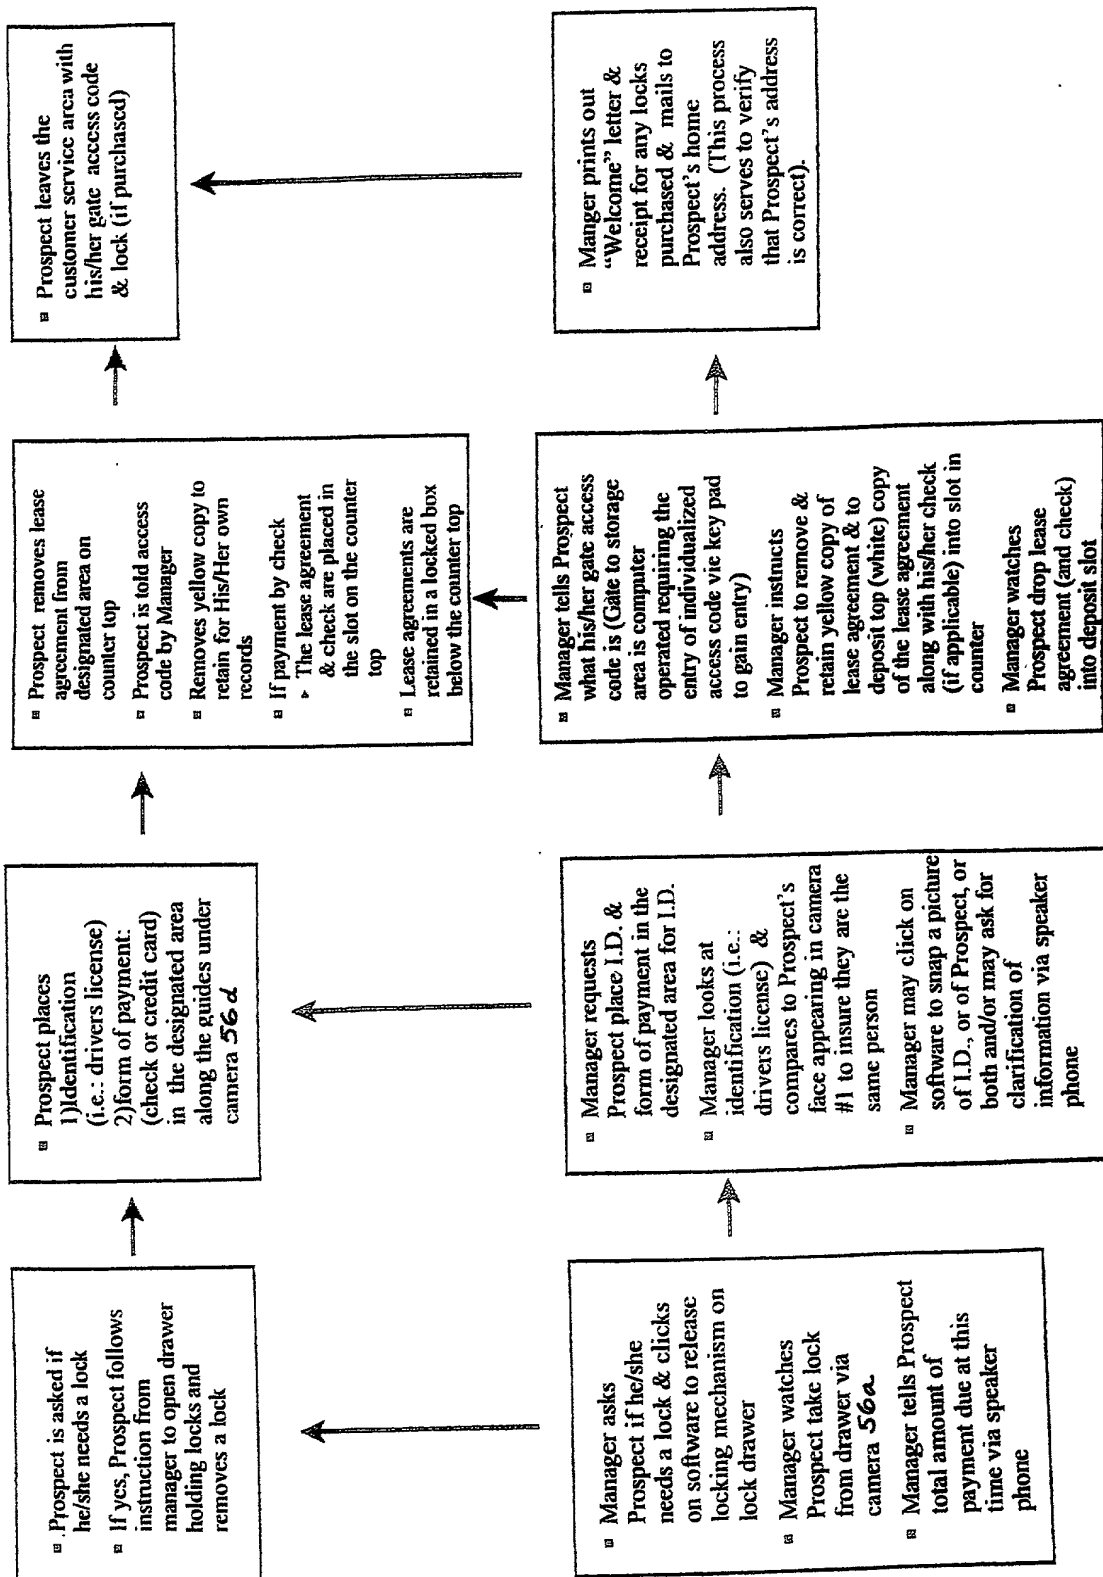 .Prospect is asked if
he/she needs a lock
If yes, Prospect follows
instruction from
manager to open drawer
holding locks and
removes a lock
Prospect places
1)Identification
(i.e.: drivers license)
2)form of payment:
(check or credit card)
in the designated area
along the guides under
camera 56d
Prospect removes lease
agreement from
designated area on
counter top
Prospect is told access
code by Manager
Removes yellow copy to
retain for His/Her own
records
If payment by check
The lease agreement
& check are placed in
the slot on the counter
top
Lease agreements are
retained in a locked box
below the counter top
Prospect leaves the
customer service area with
his/her gate access code
& lock (if purchased)
Manager asks
Prospect if he/she
needs a lock & clicks
on software to release
locking mechanism on
lock drawer
Manager watches
Prospect take lock
from drawer via
camera 56a
Manager tells Prospect
total amount of
payment due at this
time via speaker
phone
Manager requests
Prospect place I.D. &
form of payment in the
designated area for I.D.
Manager looks at
identification (i.e.:
drivers license) &
compares to Prospect's
face appearing in camera
#1 to insure they are the
same person
Manager may click on
software to snap a picture
of I.D., or of Prospect, or
both and/or may ask for
clarification of
information via speaker
phone
Manager tells Prospect
what his/her gate access
code is (Gate to storage
area is computer
operated requiring the
entry of individualized
access code vie key pad
to gain entry)
Manager instructs
Prospect to remove &
retain yellow copy of
lease agreement & to
deposit top (white) copy
of the lease agreement
along with his/her check
(if applicable) into slot in
counter
Manager watches
Prospect drop lease
agreement (and check)
into deposit slot
Manger prints out
“Welcome” letter &
receipt for any locks
purchased & mails to
Prospect's home
address. (This process
also serves to verify
that Prospect's address
is correct).